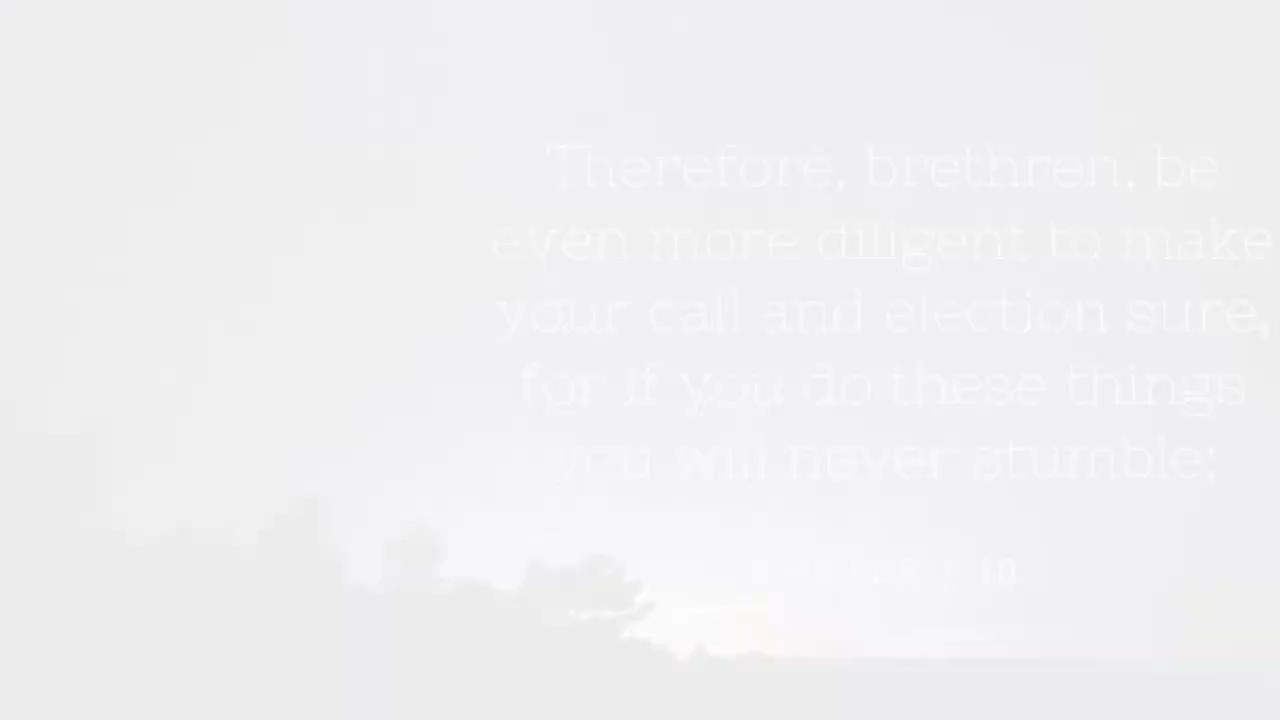 Therefore, brethren, be
even more diligent to make
your call and election sure,
for if you do these things
you will never stumble;
10